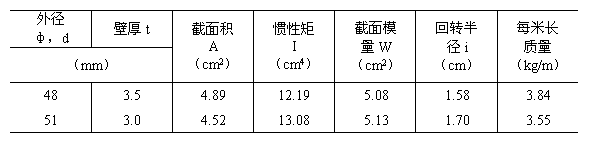 外径 壁厚 t 截面积 惯性矩 截面模 回转半 每米长
Φ，d A I 量 W 径 i 质量
（mm） （cm²） （cm⁴） （cm²） （cm） （kg/m）
48 3.5 4.89 12.19 5.08 1.58 3.84
51 3.0 4.52 13.08 5.13 1.70 3.55